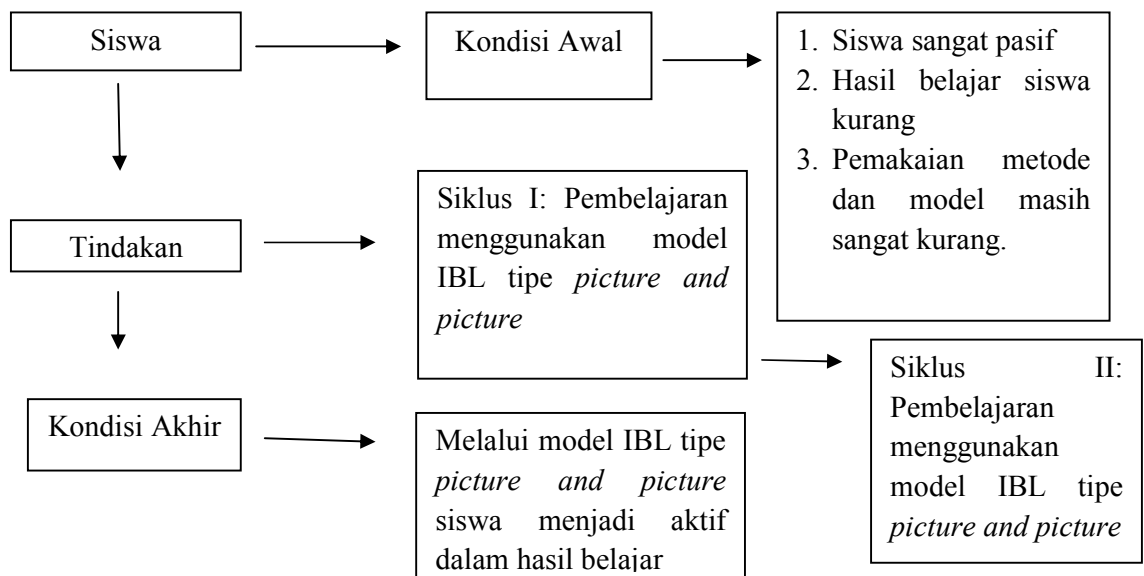 Siswa
Kondisi Awal
1. Siswa sangat pasif
2. Hasil belajar siswa
kurang
3. Pemakaian metode
dan model masih
sangat kurang.
Tindakan
Siklus I: Pembelajaran
menggunakan model
IBL tipe picture and
picture
Siklus II:
Pembelajaran
menggunakan
model IBL tipe
picture and picture
Kondisi Akhir
Melalui model IBL tipe
picture and picture
siswa menjadi aktif
dalam hasil belajar